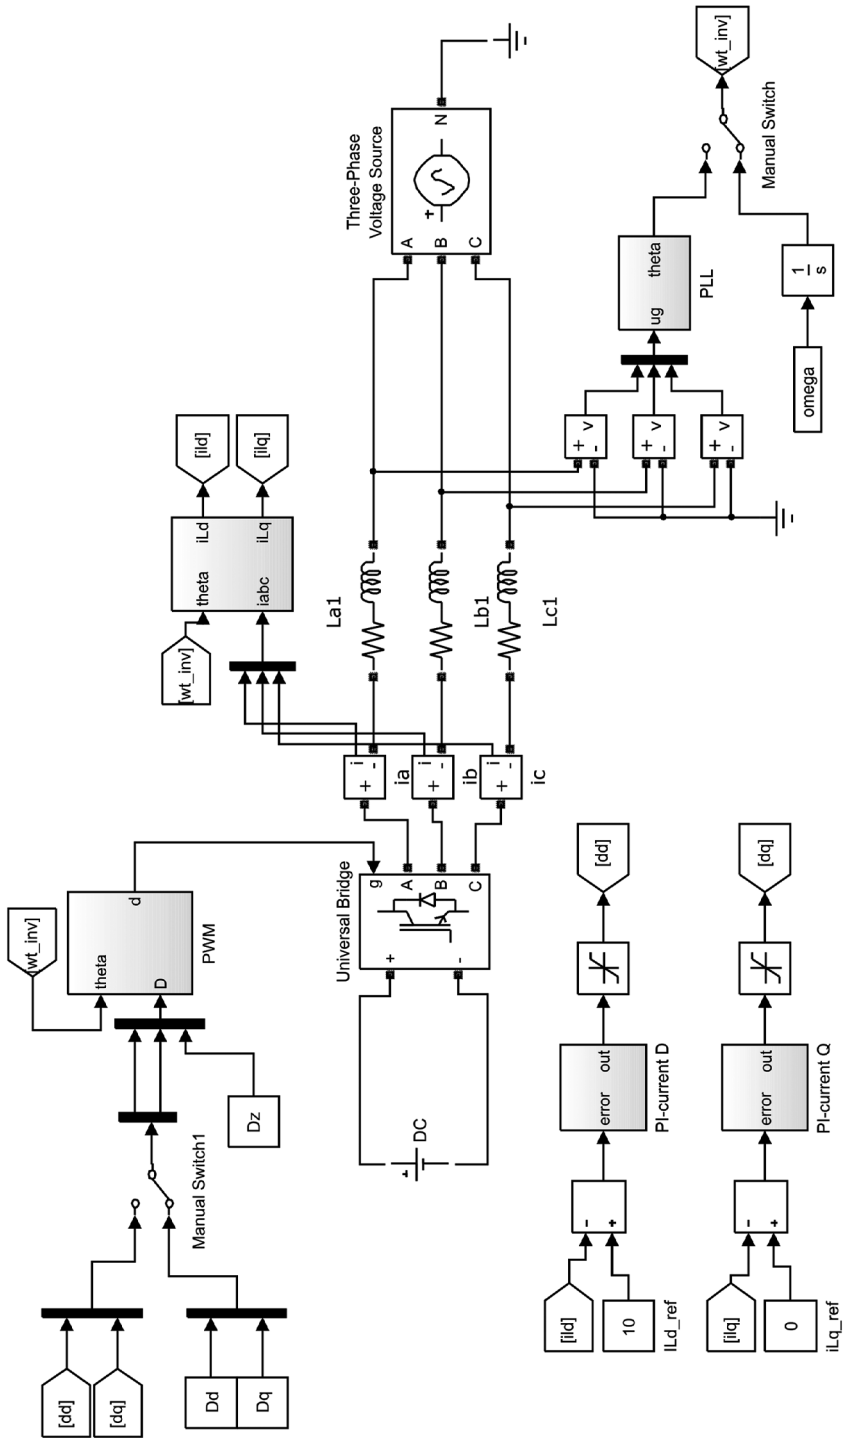 [dd]
[dq]
Dd
Dq
Manual Switch1
Dz
[wt_inv]
theta
D
d
PWM
[wt_inv]
theta
iabc
iLd
iLq
[ild]
[ilq]
DC
+
Universal Bridge
+
-
g
A
B
C
+
i
-
ia
+
i
-
ib
+
i
-
ic
La1
Lb1
Lc1
Three-Phase
Voltage Source
A
B
C
+
N
+
-
v
+
-
v
+
-
v
ug
theta
PLL
omega
1
s
Manual Switch
[wt_inv]
[ild]
10
ILd_ref
-
+
error
out
PI-current D
[dd]
[ilq]
0
iLq_ref
-
+
error
out
PI-current Q
[dq]